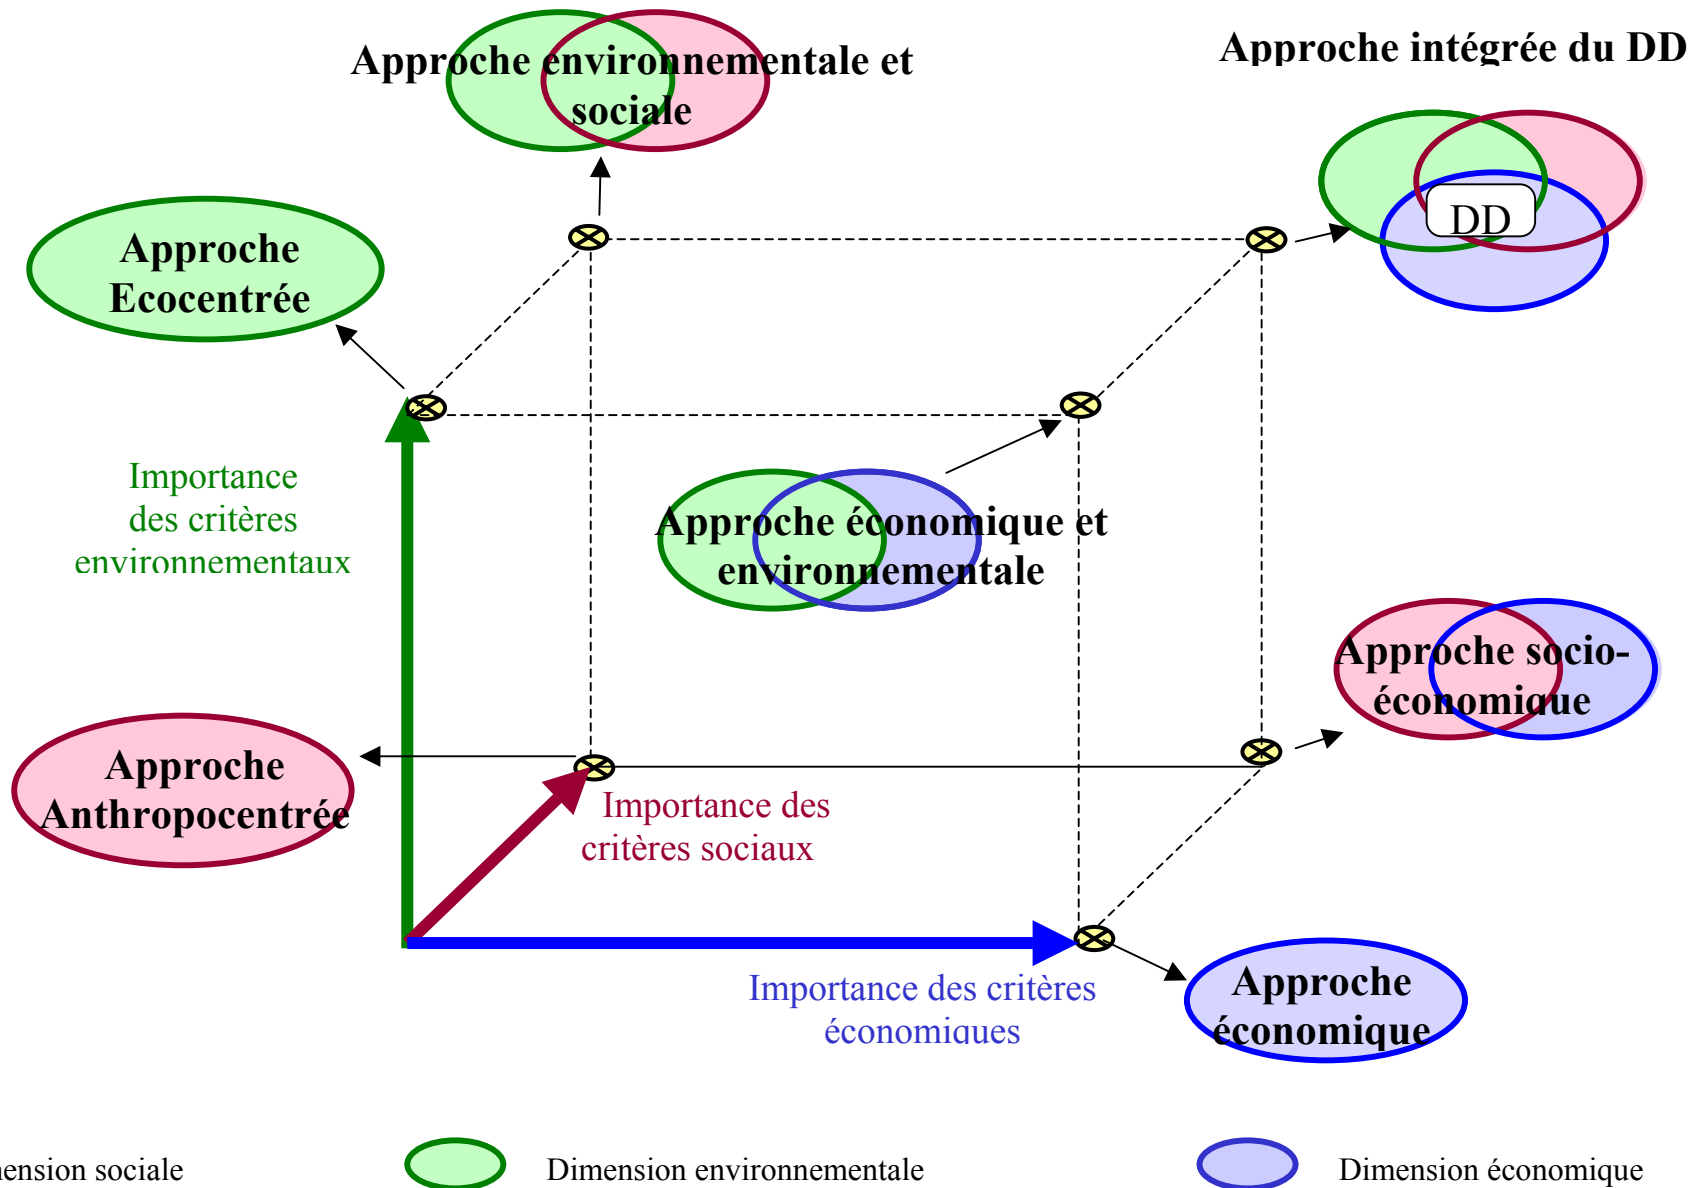 Approche environnementale et
sociale
Approche intégrée du DD
DD
Approche
Ecocentrée
Importance
des critères
environnementaux
Approche économique et
environnementale
Approche socio-
économique
Approche
Anthropocentrée
Importance des
critères sociaux
Importance des critères
économiques
Approche
économique
sociale
Dimension environnementale
Dimension économique